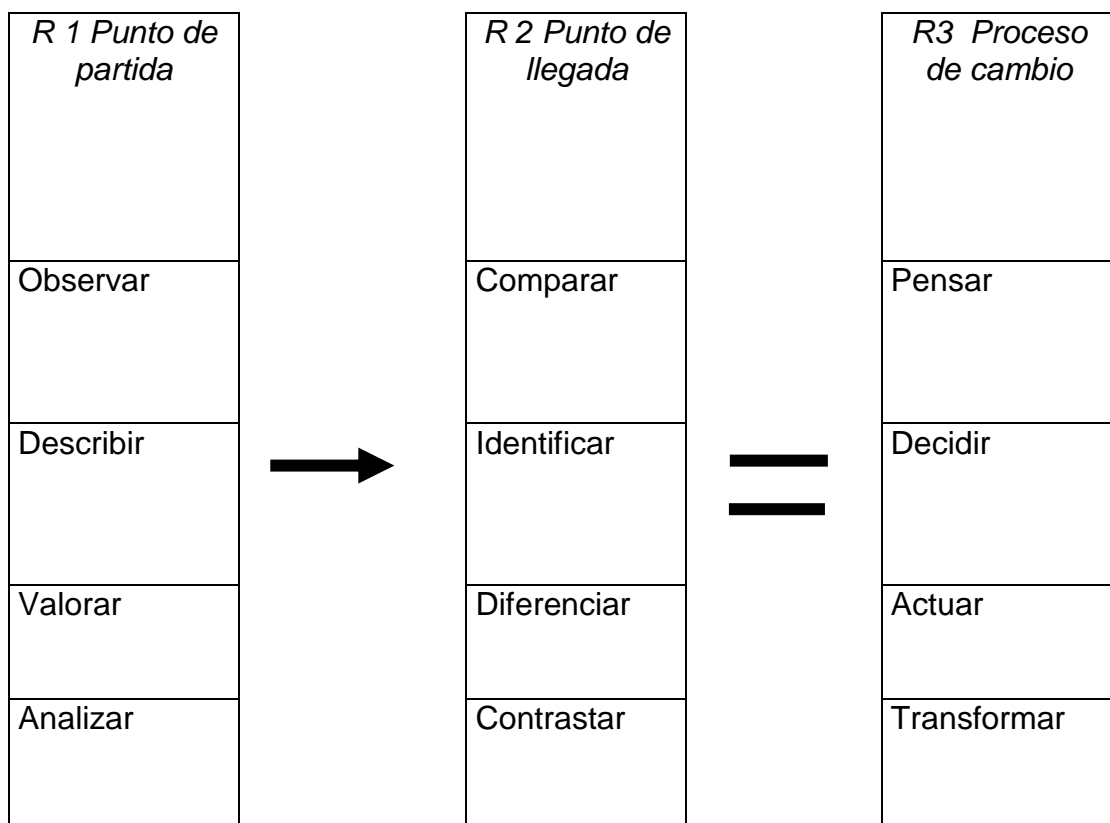 R 1 Punto de
partida
Observar
Describir
Valorar
Analizar
R 2 Punto de
llegada
Comparar
Identificar
Diferenciar
Contrastar
R3  Proceso
de cambio
Pensar
Decidir
Actuar
Transformar